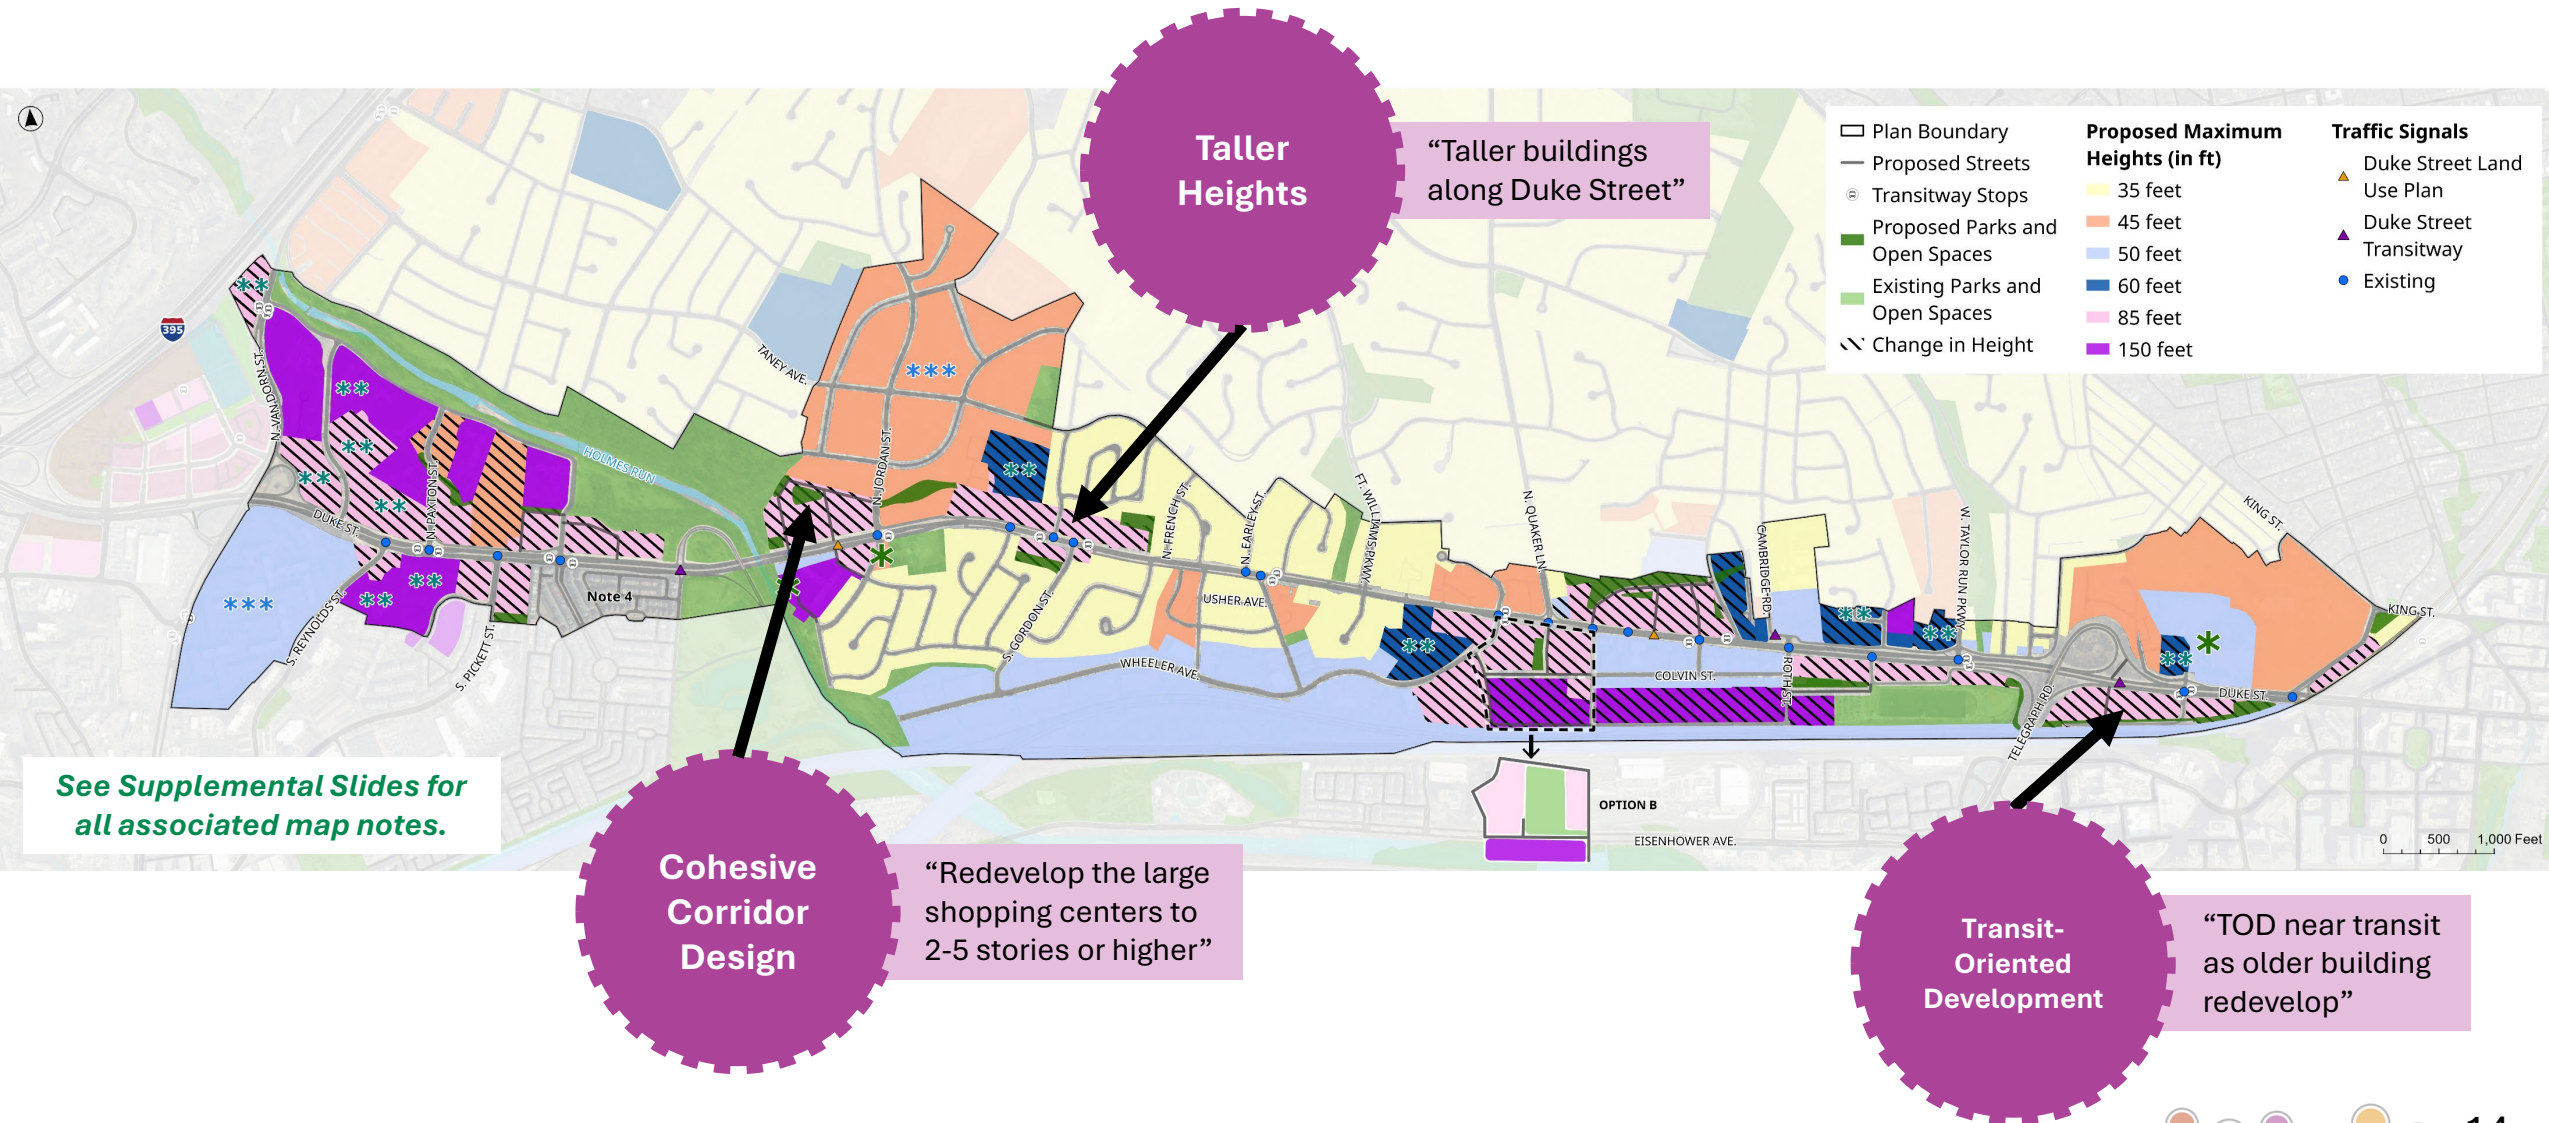 Taller
Heights
“Taller buildings
along Duke Street”
Plan Boundary
Proposed Streets
Transitway Stops
Proposed Parks and
Open Spaces
Existing Parks and
Open Spaces
Change in Height
Proposed Maximum
Heights (in ft)
35 feet
45 feet
50 feet
60 feet
85 feet
150 feet
Traffic Signals
Duke Street Land
Use Plan
Duke Street
Transitway
Existing
395
N. VAN DORN ST.
TANEY AVE.
HOLMES RUN
N. JORDAN ST.
N. PAXTON ST.
DUKE ST.
S. REYNOLDS ST.
S. PICKETT ST.
Note 4
N. FRENCH ST.
N. EARLEY ST.
FT. WILLIAMS PKWY.
N. QUAKER LN.
USHER AVE.
S. GORDON ST.
WHEELER AVE.
CAMBRIDGE RD.
W. TAYLOR RUN PKWY.
COLVIN ST.
ROTH ST.
TELEGRAPH RD.
KING ST.
KING ST.
DUKE ST.
OPTION B
EISENHOWER AVE.
0 500 1,000 Feet
See Supplemental Slides for
all associated map notes.
Cohesive
Corridor
Design
“Redevelop the large
shopping centers to
2-5 stories or higher”
Transit-
Oriented
Development
“TOD near transit
as older building
redevelop”